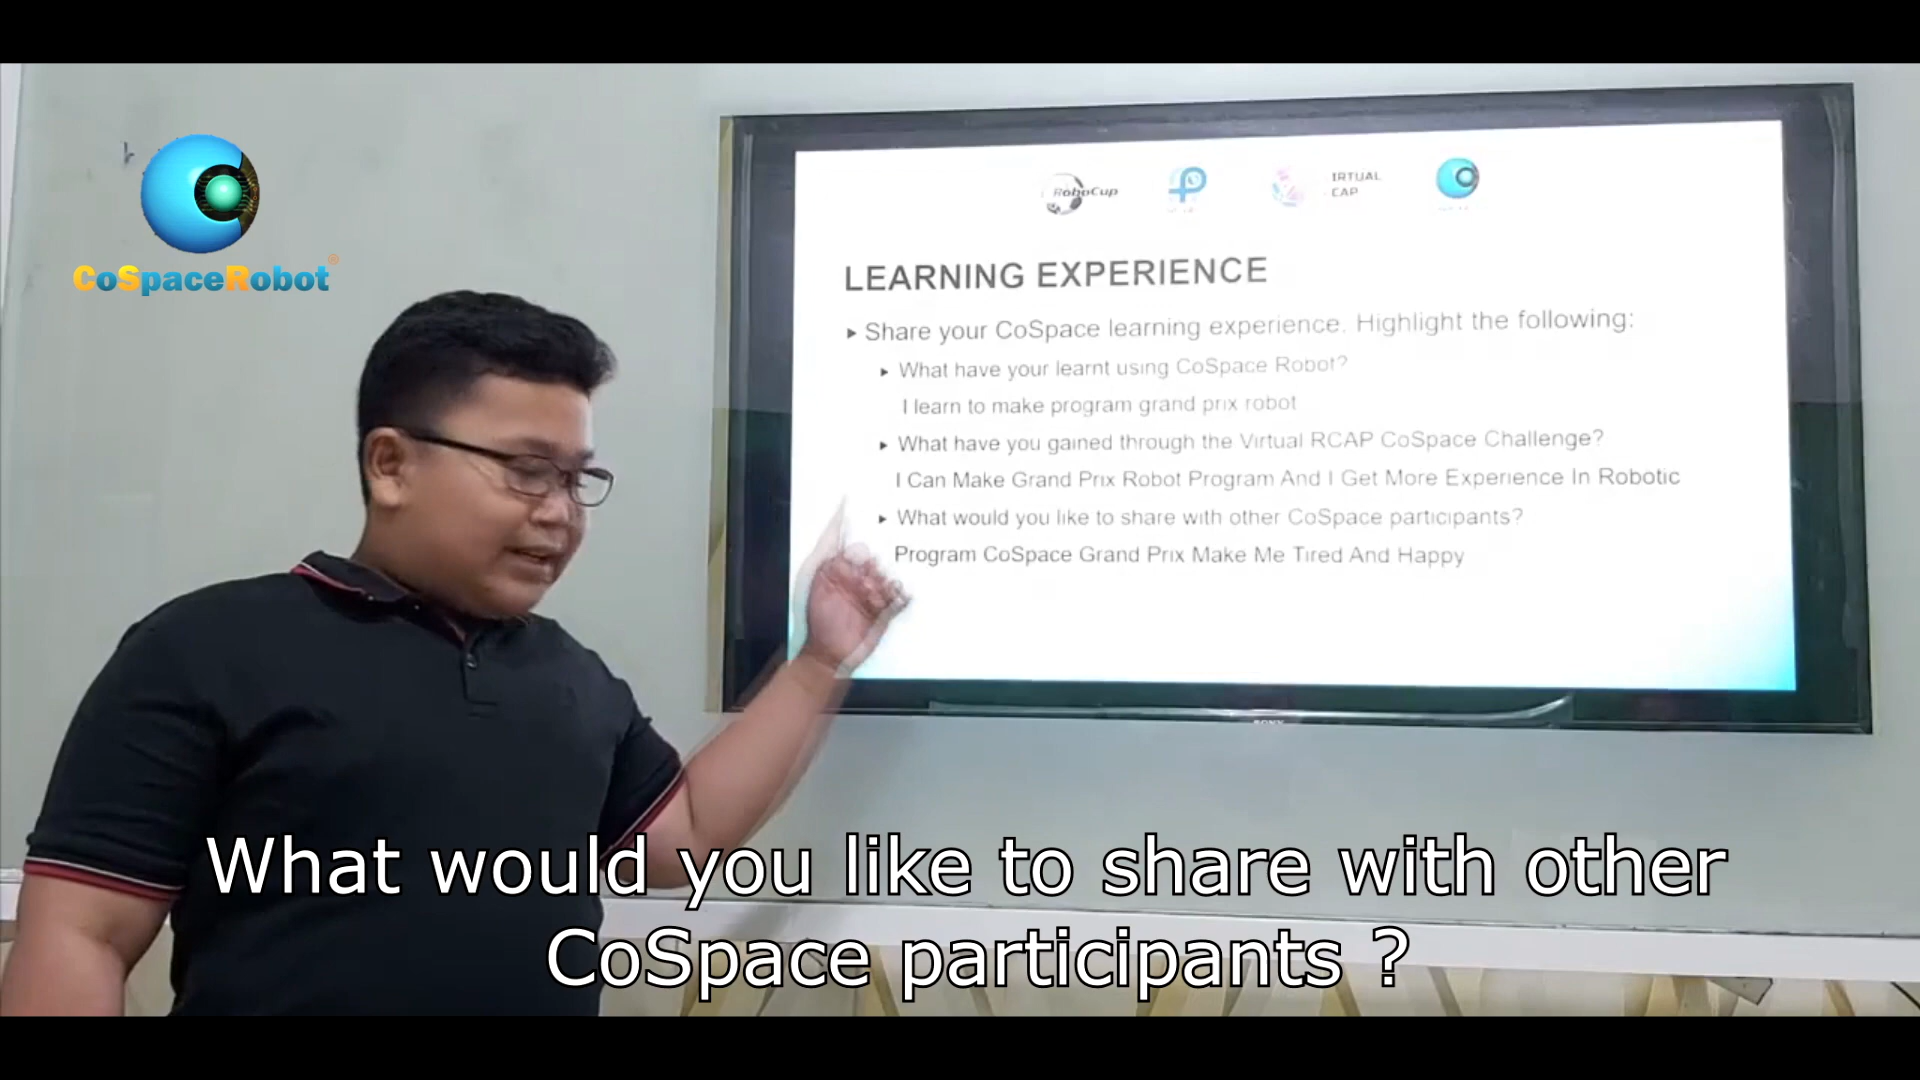 CoSpaceRobot®
RoboCup
IRTUAL
CAP
LEARNING EXPERIENCE
Share your CoSpace learning experience. Highlight the following:
What have your learnt using CoSpace Robot?
I learn to make program grand prix robot
What have you gained through the Virtual RCAP CoSpace Challenge?
I Can Make Grand Prix Robot Program And I Get More Experience In Robotic
What would you like to share with other CoSpace participants?
Program CoSpace Grand Prix Make Me Tired And Happy
SONY
What would you like to share with other
CoSpace participants ?